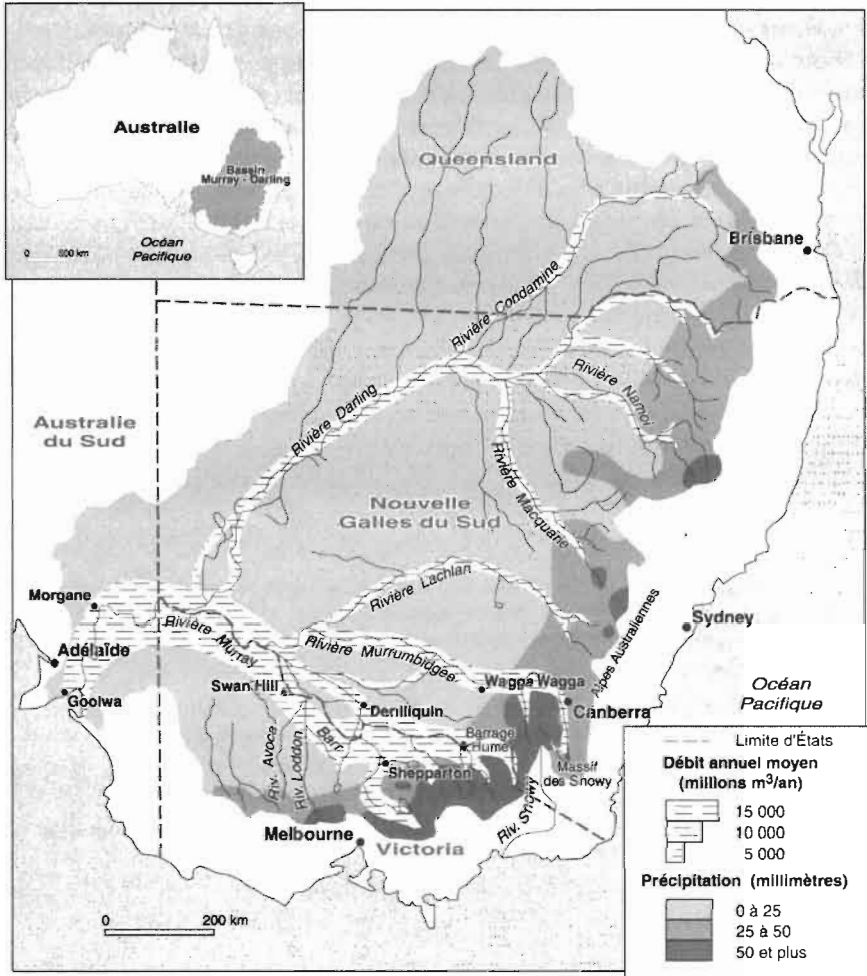 Australie
Bassin
Murray - Darling
0 500 km
Océan
Pacifique
Queensland
Brisbane
Rivière Condamine
Rivière Darling
Rivière Namoi
Australie
du Sud
Rivière Macquarie
Nouvelle
Galles du Sud
Rivière Lachlan
Morgane
Sydney
Alpes Australiennes
Rivière Murray
Rivière Murrumbidgée
Adélaïde
Wagga Wagga
Océan
Pacifique
Goolwa
Swan Hill
Canberra
Deniliquin
Barrage
Hume
Riv. Avoca
Riv. Loddon
Barr.
Shepparton
Massif
des Snowy
Riv. Snowy
Melbourne
Victoria
0 200 km
Limite d'États
Débit annuel moyen
(millions m³/an)
15 000
10 000
5 000
Précipitation (millimètres)
0 à 25
25 à 50
50 et plus